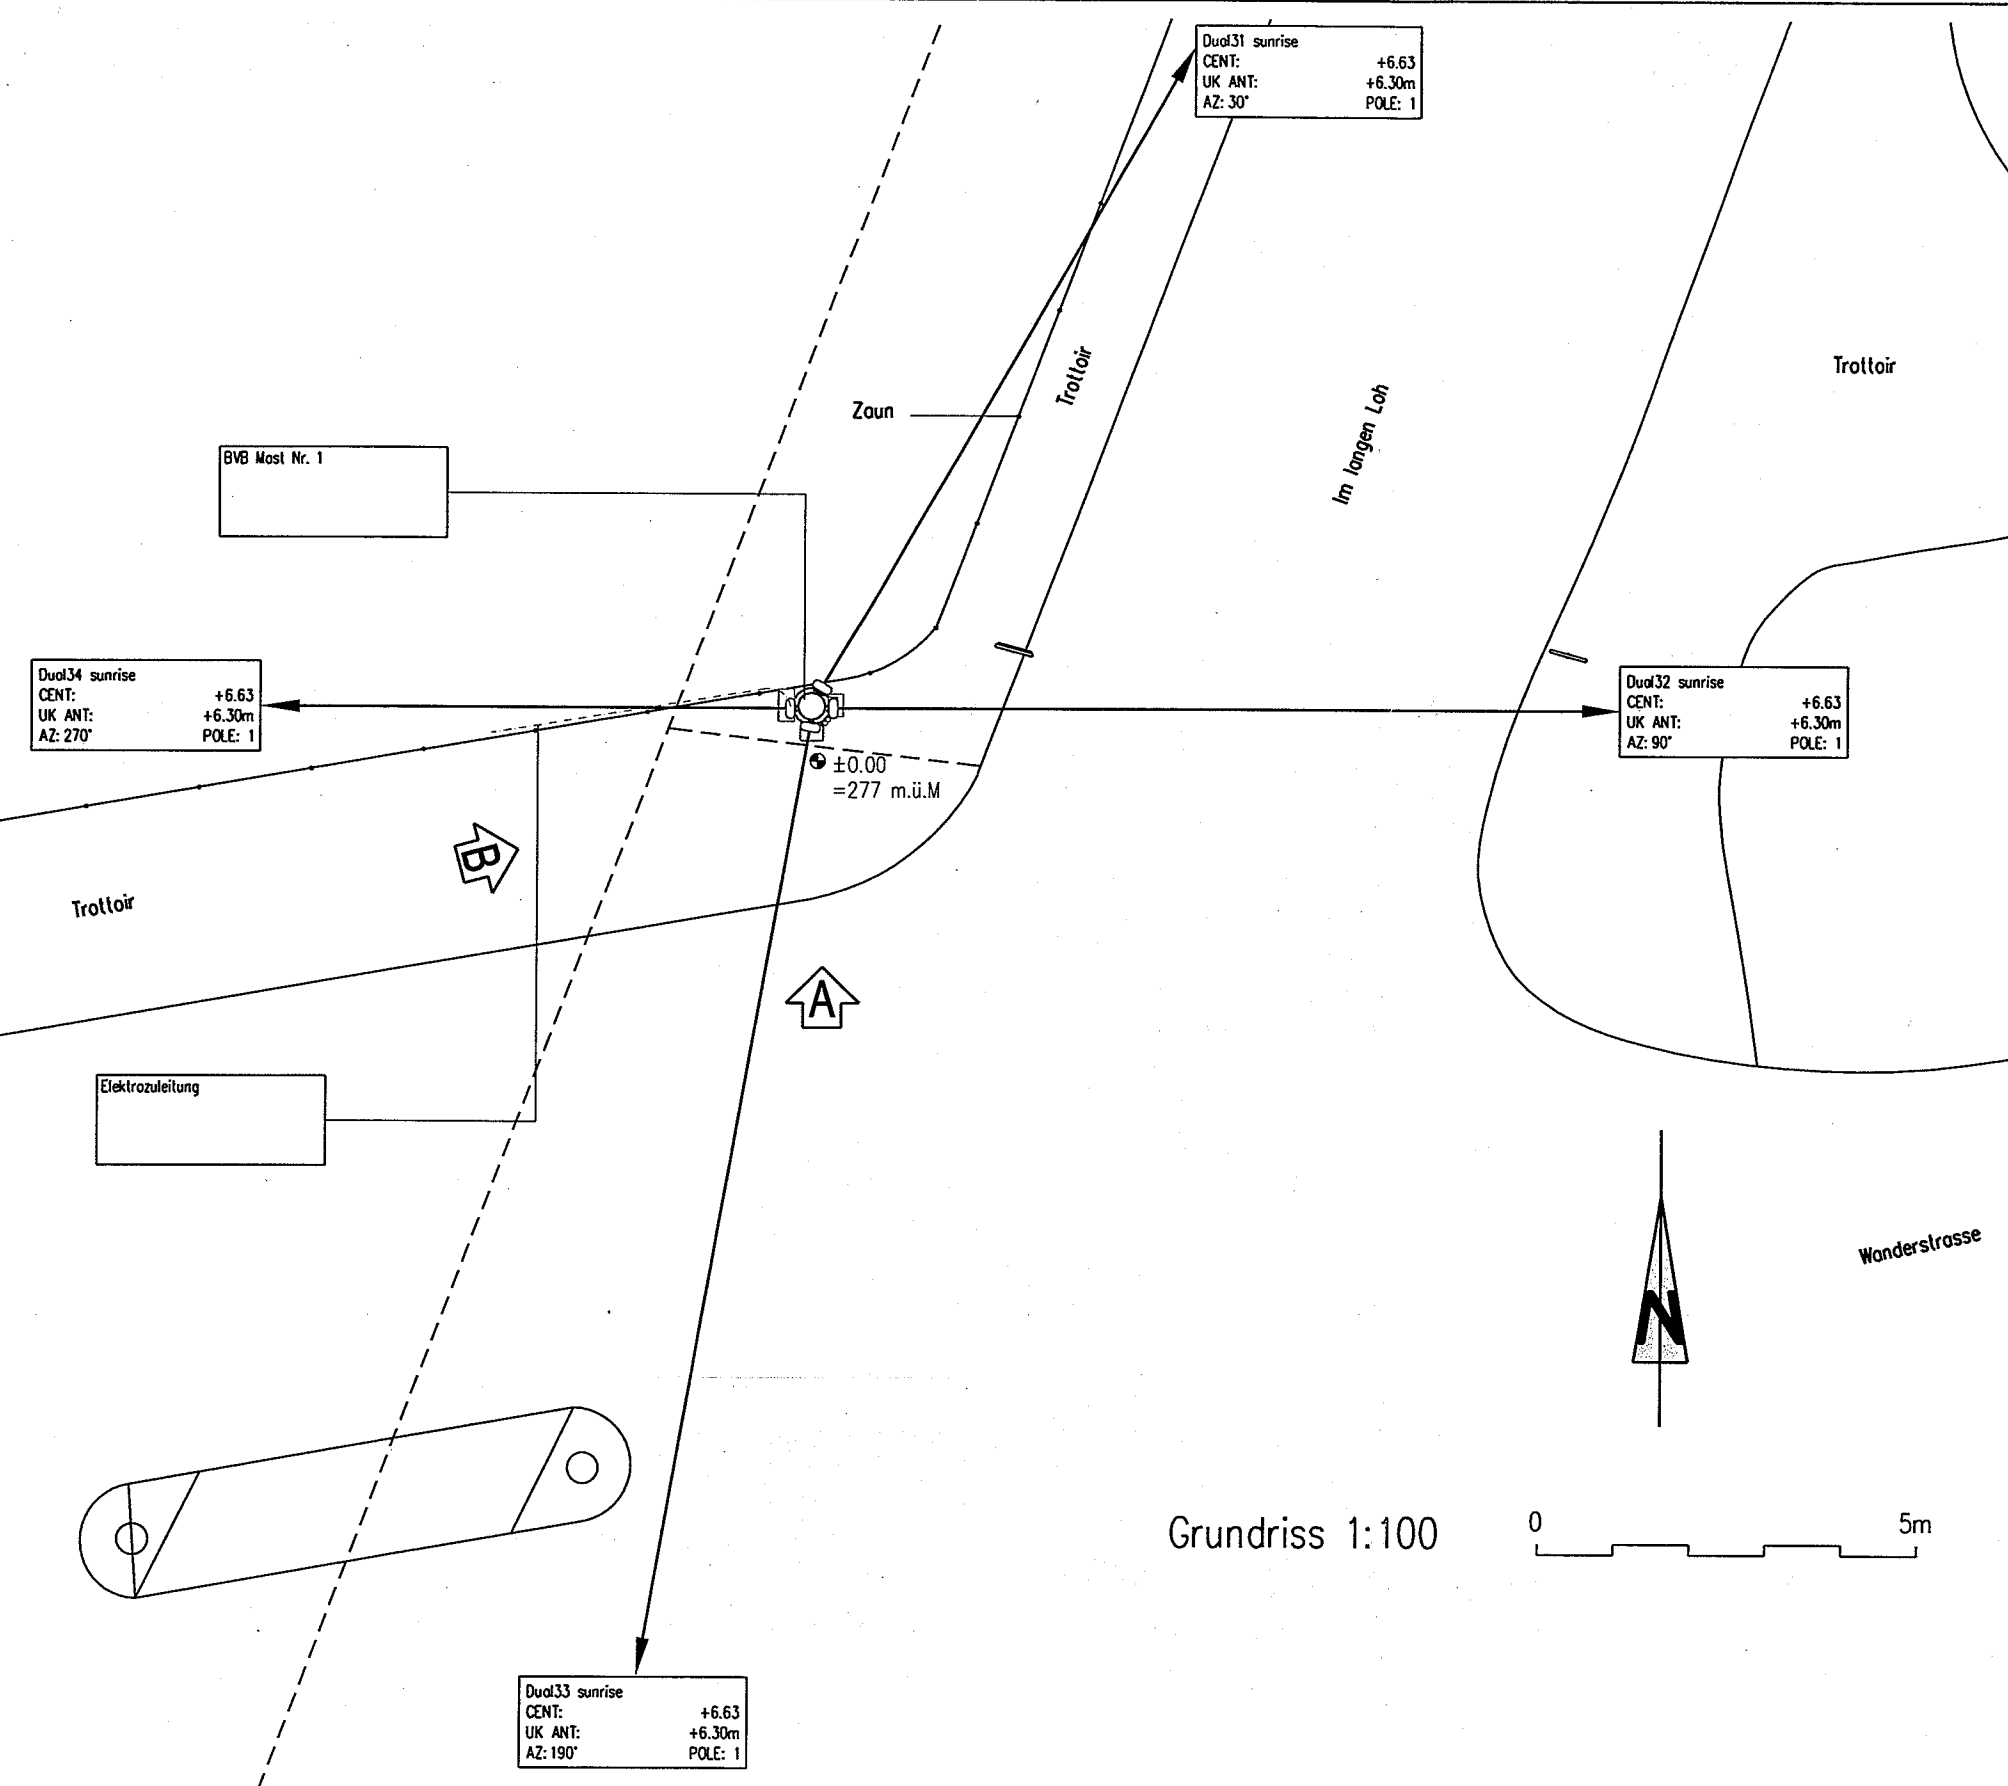 Dual31 sunrise
CENT: +6.63
UK ANT: +6.30m
AZ: 30° POLE: 1
Trottoir
Trottoir
Zaun
Im langen Loh
BVB Mast Nr. 1
Dual34 sunrise
CENT: +6.63
UK ANT: +6.30m
AZ: 270° POLE: 1
Dual32 sunrise
CENT: +6.63
UK ANT: +6.30m
AZ: 90° POLE: 1
±0.00
=277 m.ü.M
B
Trottoir
A
Elektrozuleitung
N
Wanderstrasse
Grundriss 1:100
0 5m
Dual33 sunrise
CENT: +6.63
UK ANT: +6.30m
AZ: 190° POLE: 1